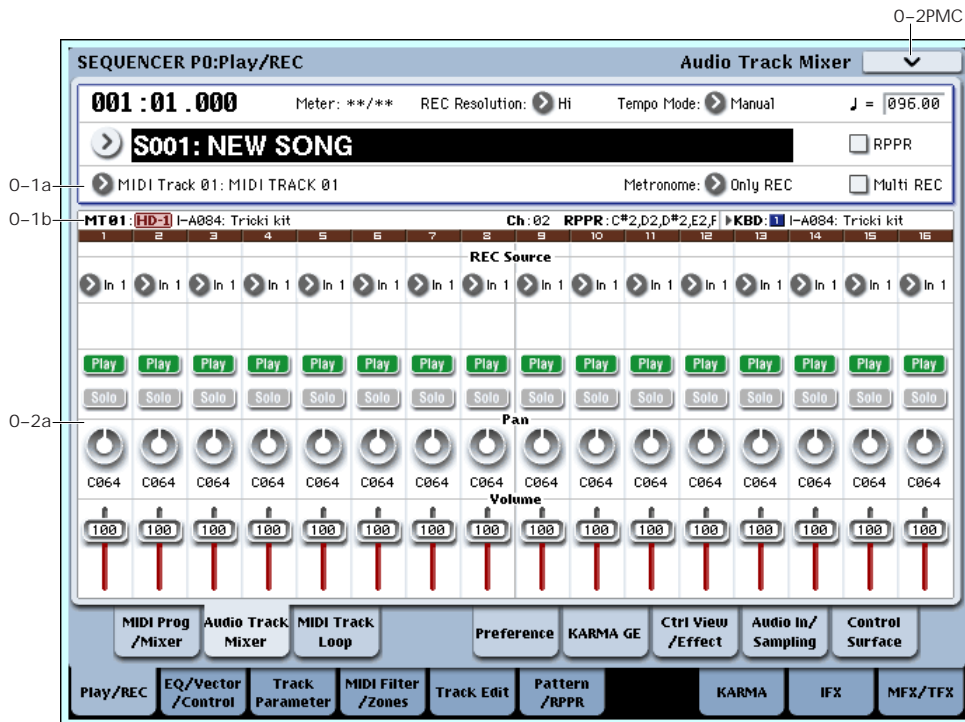 0–2PMC
SEQUENCER P0:Play/REC Audio Track Mixer
001:01.000 Meter: **/** REC Resolution: Hi Tempo Mode: Manual ♩ = 096.00
S001: NEW SONG RPPR
0–1a MIDI Track 01: MIDI TRACK 01 Metronome: Only REC Multi REC
0–1b MT01: HD-1 I-A084: Tricki kit Ch:02 RPPR:C#2,D2,D#2,E2,F KBD: 1 I-A084: Tricki kit
1 2 3 4 5 6 7 8 9 10 11 12 13 14 15 16
REC Source
In 1 In 1 In 1 In 1 In 1 In 1 In 1 In 1 In 1 In 1 In 1 In 1 In 1 In 1 In 1 In 1
Play Play Play Play Play Play Play Play Play Play Play Play Play Play Play Play
Solo Solo Solo Solo Solo Solo Solo Solo Solo Solo Solo Solo Solo Solo Solo Solo
0–2a Pan
C064 C064 C064 C064 C064 C064 C064 C064 C064 C064 C064 C064 C064 C064 C064 C064
Volume
100 100 100 100 100 100 100 100 100 100 100 100 100 100 100 100
MIDI Prog Audio Track MIDI Track Preference KARMA GE Ctrl View Audio In/ Control
/Mixer Mixer Loop /Effect Sampling Surface
Play/REC EQ/Vector Track MIDI Filter Track Edit Pattern KARMA IFX MFX/TFX
/Control Parameter /Zones /RPPR